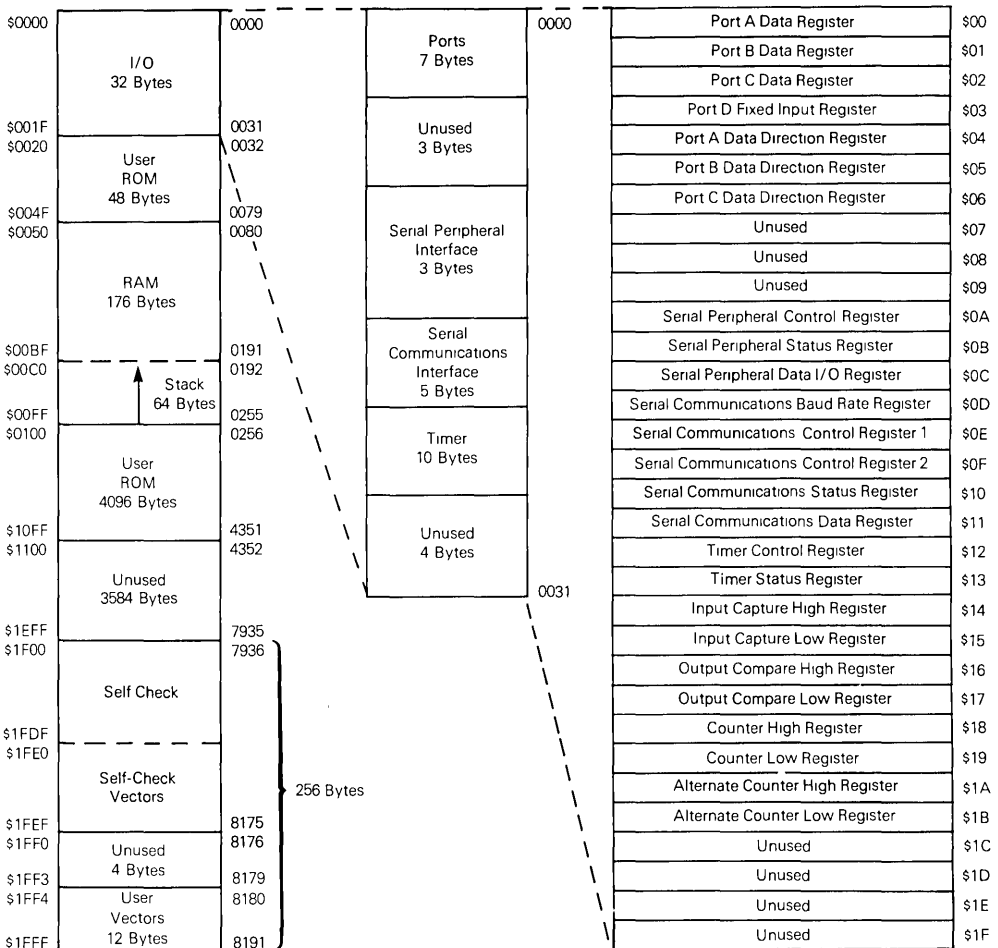 $0000
I/O
32 Bytes
0000
$001F
0031
$0020
0032
User
ROM
48 Bytes
$004F
0079
$0050
0080
RAM
176 Bytes
$00BF
0191
$00C0
0192
Stack
64 Bytes
$00FF
0255
$0100
0256
User
ROM
4096 Bytes
$10FF
4351
$1100
4352
Unused
3584 Bytes
$1EFF
7935
$1F00
7936
Self Check
$1FDF
$1FE0
Self-Check
Vectors
256 Bytes
$1FEF
8175
$1FF0
8176
Unused
4 Bytes
$1FF3
8179
$1FF4
8180
User
Vectors
12 Bytes
$1FFF
8191
0000
Ports
7 Bytes
Unused
3 Bytes
Serial Peripheral
Interface
3 Bytes
Serial
Communications
Interface
5 Bytes
Timer
10 Bytes
Unused
4 Bytes
0031
Port A Data Register $00
Port B Data Register $01
Port C Data Register $02
Port D Fixed Input Register $03
Port A Data Direction Register $04
Port B Data Direction Register $05
Port C Data Direction Register $06
Unused $07
Unused $08
Unused $09
Serial Peripheral Control Register $0A
Serial Peripheral Status Register $0B
Serial Peripheral Data I/O Register $0C
Serial Communications Baud Rate Register $0D
Serial Communications Control Register 1 $0E
Serial Communications Control Register 2 $0F
Serial Communications Status Register $10
Serial Communications Data Register $11
Timer Control Register $12
Timer Status Register $13
Input Capture High Register $14
Input Capture Low Register $15
Output Compare High Register $16
Output Compare Low Register $17
Counter High Register $18
Counter Low Register $19
Alternate Counter High Register $1A
Alternate Counter Low Register $1B
Unused $1C
Unused $1D
Unused $1E
Unused $1F